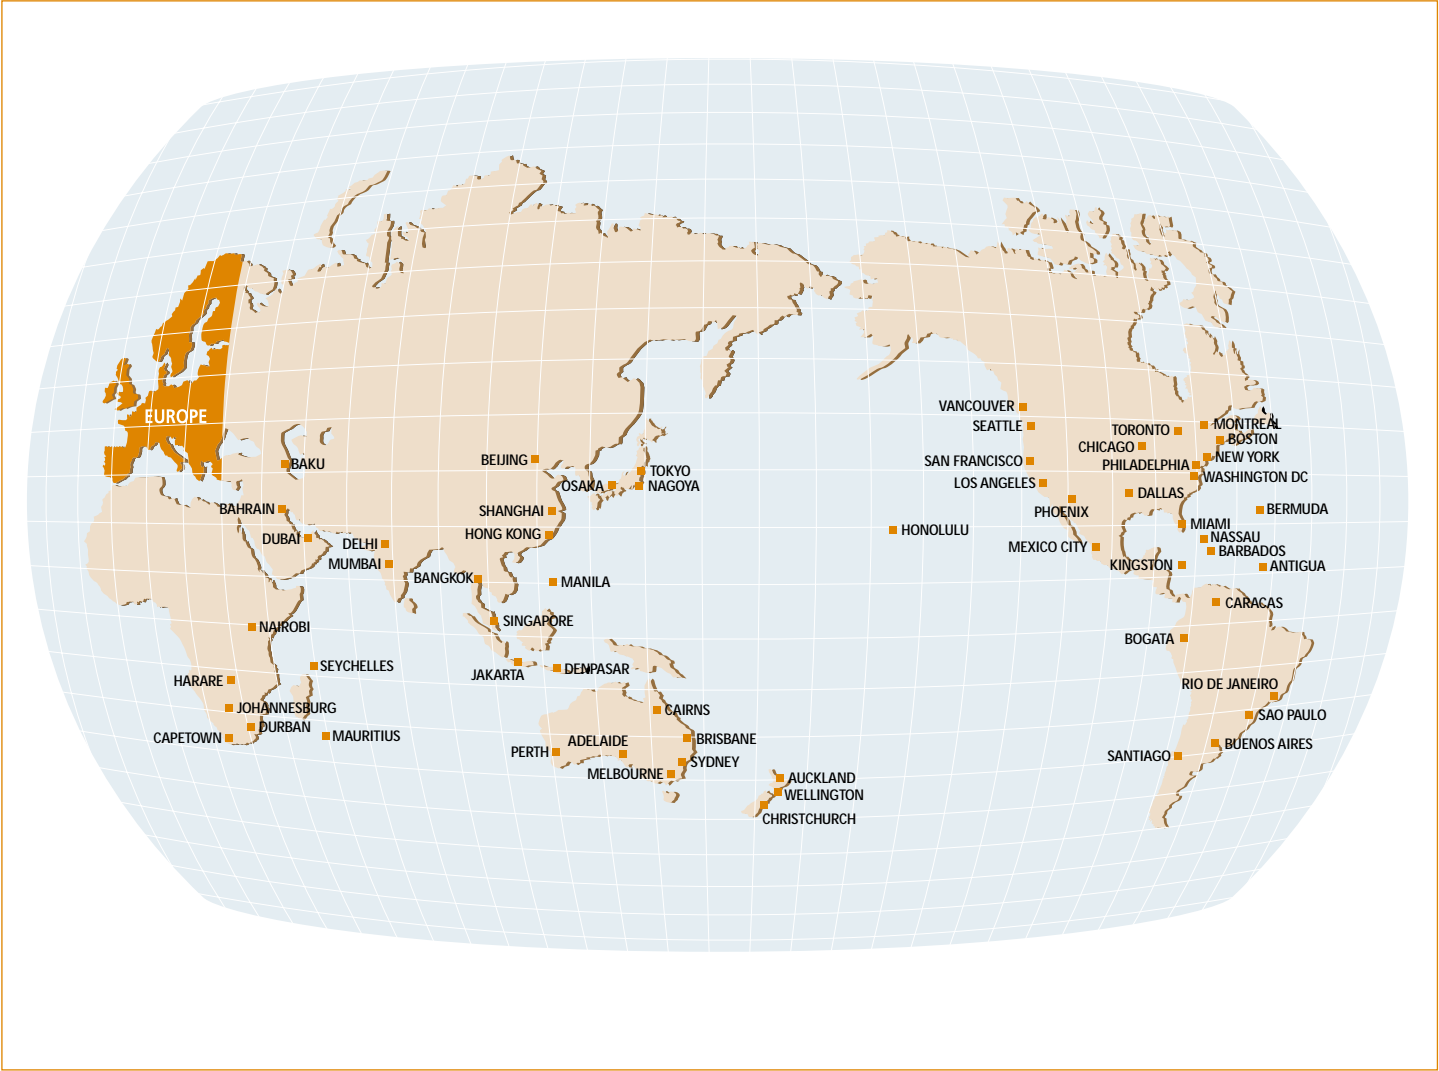 VANCOUVER
SEATTLE
EUROPE
TORONTO
MONTREAL
BOSTON
CHICAGO
NEW YORK
BAKU
BEIJING
SAN FRANCISCO
PHILADELPHIA
TOKYO
WASHINGTON DC
OSAKA
NAGOYA
LOS ANGELES
DALLAS
BAHRAIN
SHANGHAI
PHOENIX
BERMUDA
MIAMI
HONG KONG
HONOLULU
DUBAI
DELHI
NASSAU
MEXICO CITY
BARBADOS
MUMBAI
KINGSTON
ANTIGUA
BANGKOK
MANILA
CARACAS
SINGAPORE
NAIROBI
BOGATA
SEYCHELLES
DENPASAR
JAKARTA
HARARE
RIO DE JANEIRO
JOHANNESBURG
CAIRNS
SAO PAULO
DURBAN
CAPETOWN
MAURITIUS
ADELAIDE
BRISBANE
BUENOS AIRES
PERTH
SANTIAGO
SYDNEY
MELBOURNE
AUCKLAND
WELLINGTON
CHRISTCHURCH